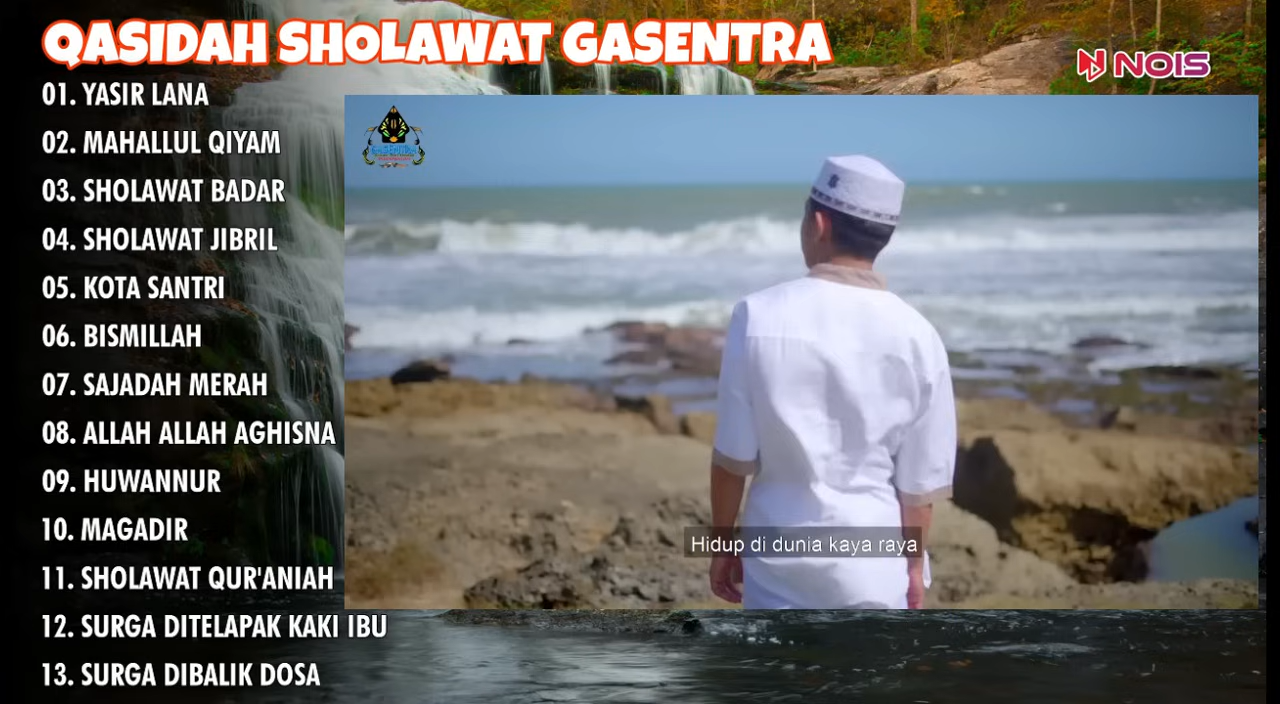 QASIDAH SHOLAWAT GASENTRA
NOIS
01. YASIR LANA
02. MAHALLUL QIYAM
03. SHOLAWAT BADAR
04. SHOLAWAT JIBRIL
05. KOTA SANTRI
06. BISMILLAH
07. SAJADAH MERAH
08. ALLAH ALLAH AGHISNA
09. HUWANNUR
10. MAGADIR
11. SHOLAWAT QUR'ANIAH
12. SURGA DITELAPAK KAKI IBU
13. SURGA DIBALIK DOSA
Hidup di dunia kaya raya